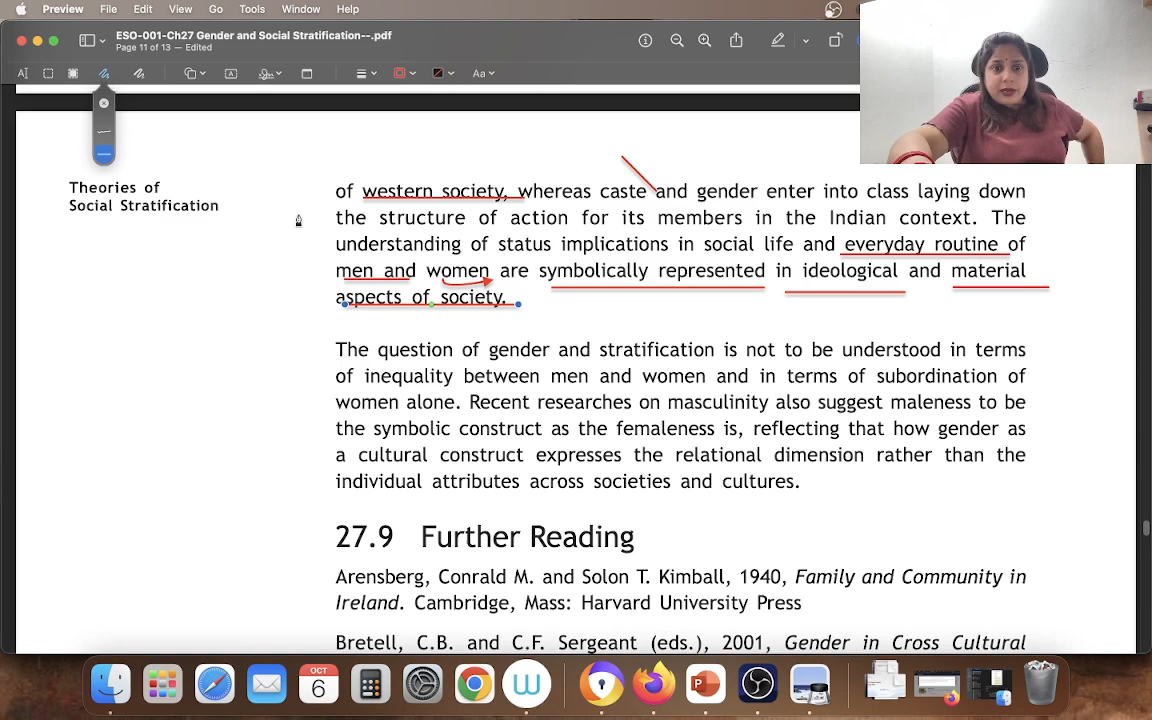 Preview File Edit View Go Tools Window Help
ESO-001-Ch27 Gender and Social Stratification--.pdf
Page 11 of 13 — Edited
Theories of
Social Stratification
of western society, whereas caste and gender enter into class laying down
the structure of action for its members in the Indian context. The
understanding of status implications in social life and everyday routine of
men and women are symbolically represented in ideological and material
aspects of society.
The question of gender and stratification is not to be understood in terms
of inequality between men and women and in terms of subordination of
women alone. Recent researches on masculinity also suggest maleness to be
the symbolic construct as the femaleness is, reflecting that how gender as
a cultural construct expresses the relational dimension rather than the
individual attributes across societies and cultures.
27.9 Further Reading
Arensberg, Conrald M. and Solon T. Kimball, 1940, Family and Community in
Ireland. Cambridge, Mass: Harvard University Press
Bretell, C.B. and C.F. Sergeant (eds.), 2001, Gender in Cross Cultural
OCT
6